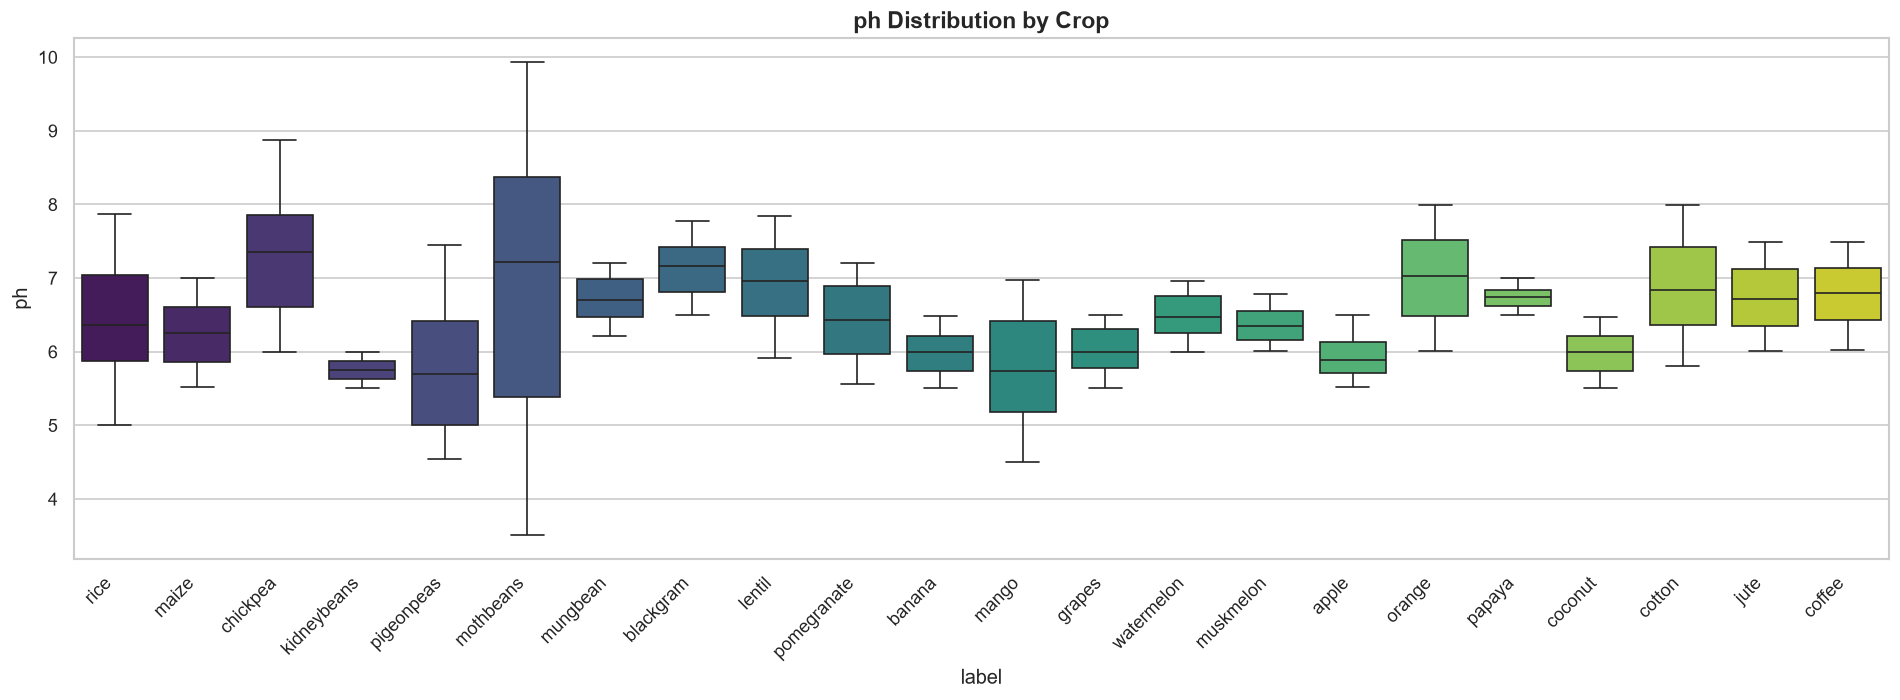 ph Distribution by Crop
10
9
8
7
6
5
4
ph
rice
maize
chickpea
kidneybeans
pigeonpeas
mothbeans
mungbean
blackgram
lentil
pomegranate
banana
mango
grapes
watermelon
muskmelon
apple
orange
papaya
coconut
cotton
jute
coffee
label